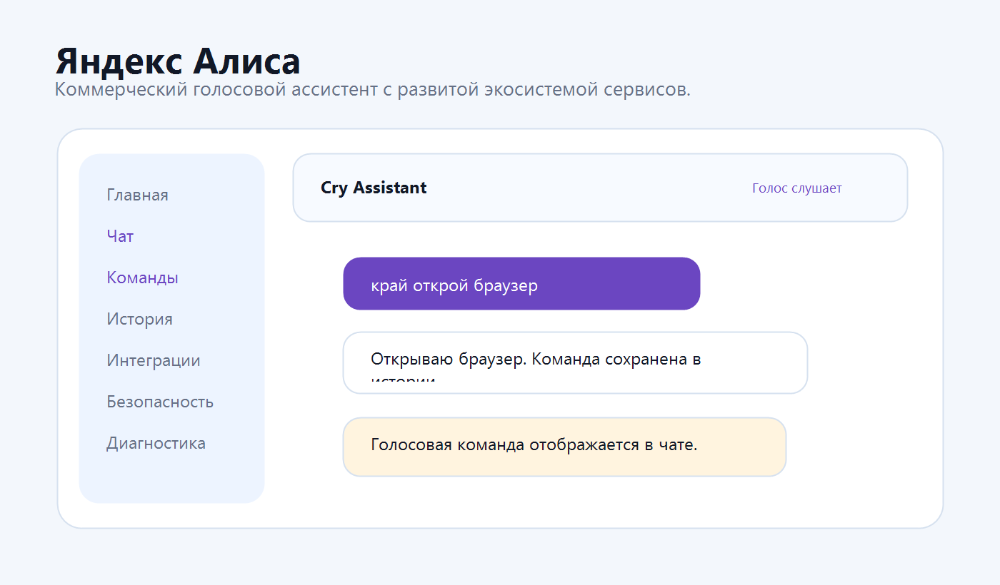 Яндекс Алиса
Коммерческий голосовой ассистент с развитой экосистемой сервисов.
Главная
Чат
Команды
История
Интеграции
Безопасность
Диагностика
Cry Assistant
Голос слушает
край открой браузер
Открываю браузер. Команда сохранена в
истории
Голосовая команда отображается в чате.